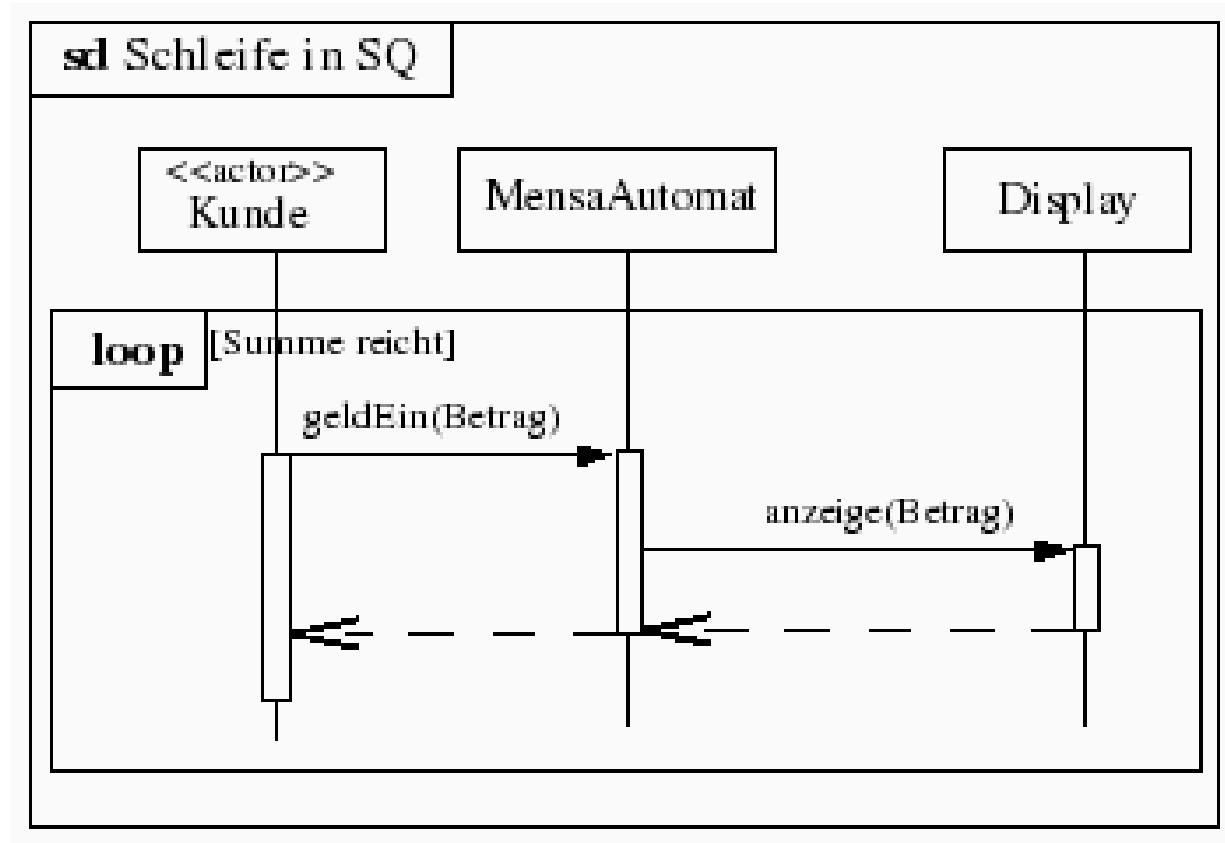 sd Schleife in SQ
<<actor>>
Kunde
MensaAutomat
Display
loop [Summe reicht]
geldEin(Betrag)
anzeige(Betrag)